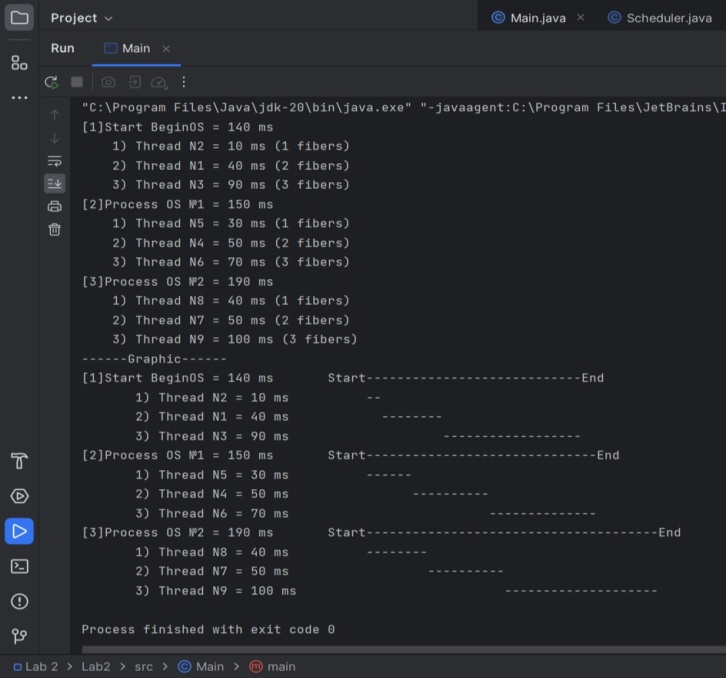 Project
Main.java
Scheduler.java
Run
Main
"C:\Program Files\Java\jdk-20\bin\java.exe" "-javaagent:C:\Program Files\JetBrains\I
[1]Start BeginOS = 140 ms
1) Thread N2 = 10 ms (1 fibers)
2) Thread N1 = 40 ms (2 fibers)
3) Thread N3 = 90 ms (3 fibers)
[2]Process OS №1 = 150 ms
1) Thread N5 = 30 ms (1 fibers)
2) Thread N4 = 50 ms (2 fibers)
3) Thread N6 = 70 ms (3 fibers)
[3]Process OS №2 = 190 ms
1) Thread N8 = 40 ms (1 fibers)
2) Thread N7 = 50 ms (2 fibers)
3) Thread N9 = 100 ms (3 fibers)
------Graphic------
[1]Start BeginOS = 140 ms Start----------------------------End
1) Thread N2 = 10 ms --
2) Thread N1 = 40 ms --------
3) Thread N3 = 90 ms ------------------
[2]Process OS №1 = 150 ms Start------------------------------End
1) Thread N5 = 30 ms ------
2) Thread N4 = 50 ms ----------
3) Thread N6 = 70 ms --------------
[3]Process OS №2 = 190 ms Start--------------------------------------End
1) Thread N8 = 40 ms --------
2) Thread N7 = 50 ms ----------
3) Thread N9 = 100 ms --------------------
Process finished with exit code 0
Lab 2 > Lab2 > src > Main > main